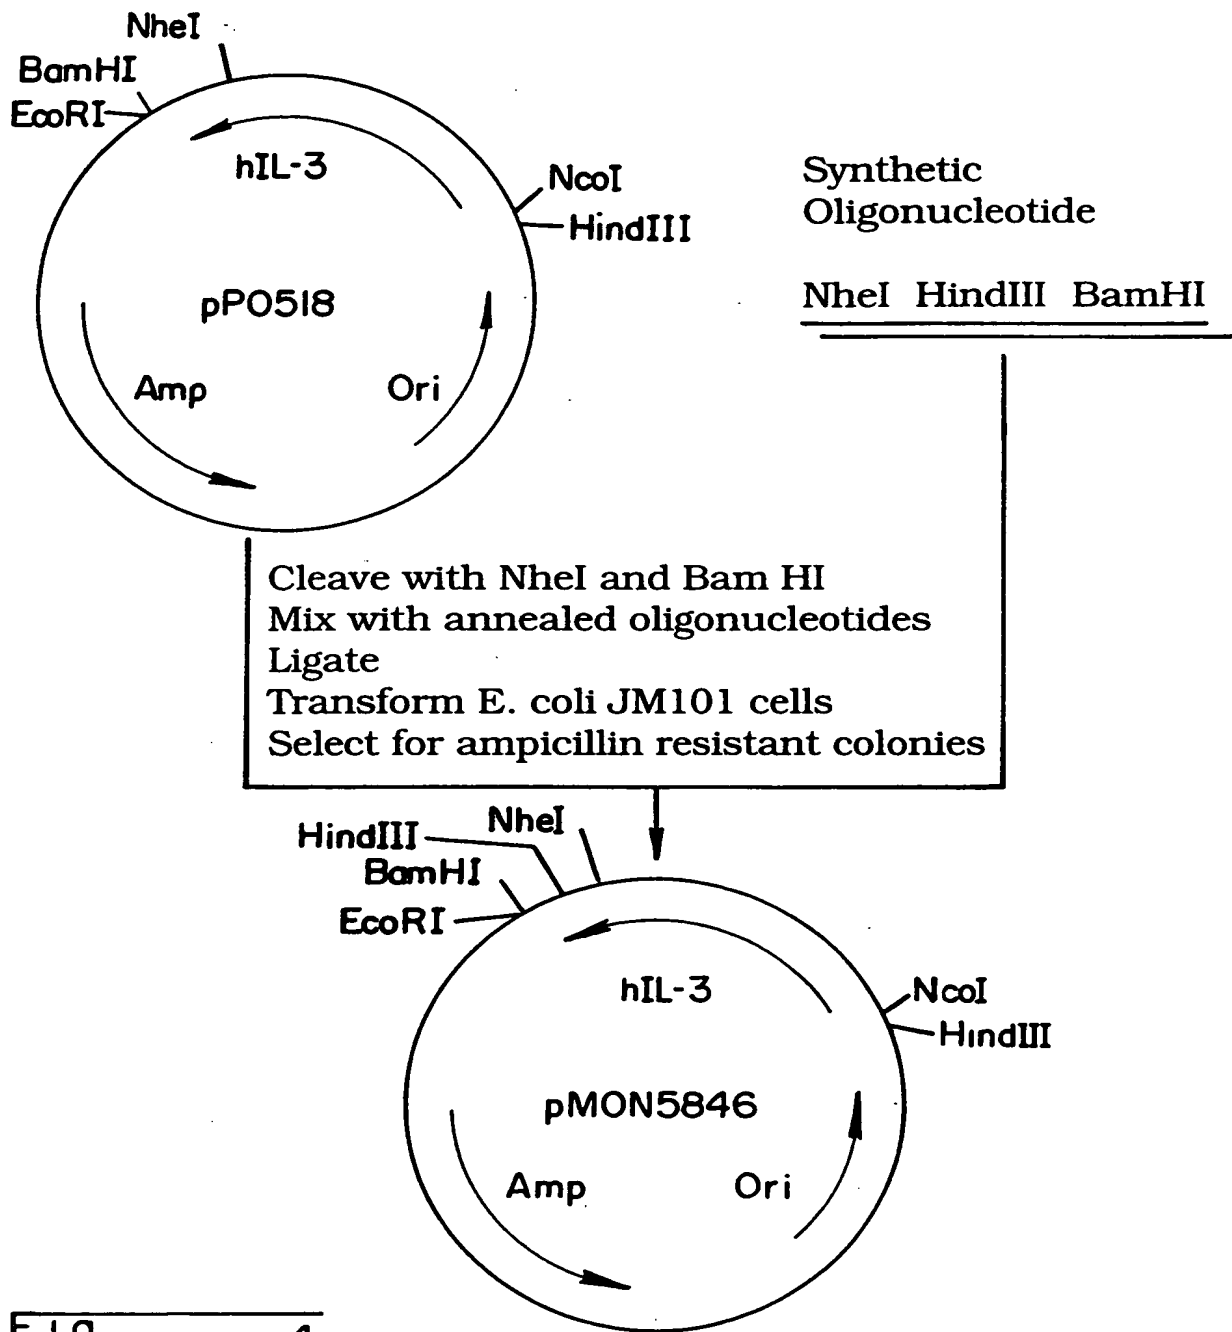 NheI
BamHI
EcoRI
hIL-3
NcoI
HindIII
pPO518
Amp
Ori
Synthetic
Oligonucleotide
NheI HindIII BamHI
Cleave with NheI and Bam HI
Mix with annealed oligonucleotides
Ligate
Transform E. coli JM101 cells
Select for ampicillin resistant colonies
HindIII
NheI
BamHI
EcoRI
hIL-3
NcoI
HindIII
pMON5846
Amp
Ori